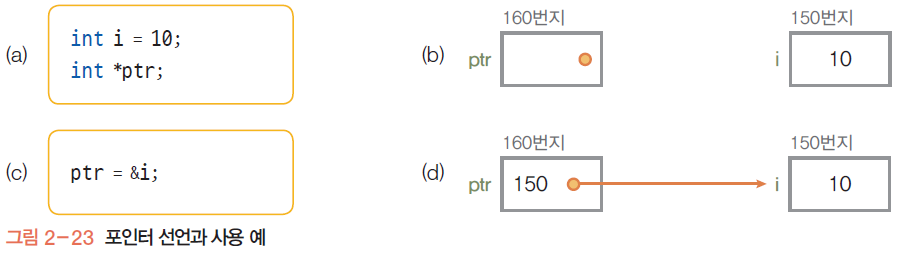 (a)
int i = 10;
int *ptr;
(b)
160번지
ptr
150번지
i
10
(c)
ptr = &i;
(d)
160번지
ptr
150
150번지
i
10
그림 2-23 포인터 선언과 사용 예